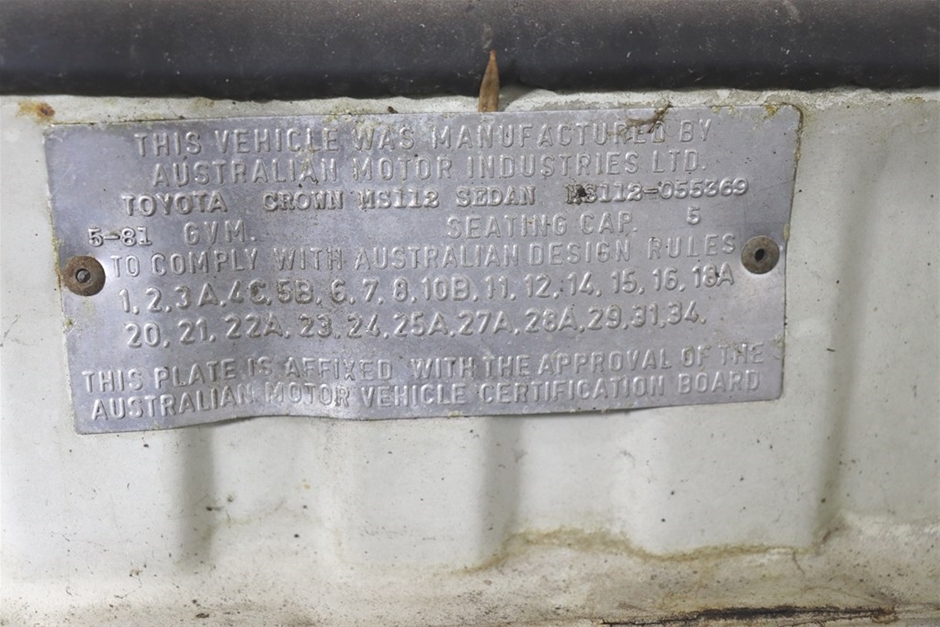 THIS VEHICLE WAS MANUFACTURED BY
AUSTRALIAN MOTOR INDUSTRIES LTD.
TOYOTA CROWN MS112 SEDAN MS112-055369
5-81 GVM. SEATING CAP. 5
TO COMPLY WITH AUSTRALIAN DESIGN RULES
1, 2, 3A, 4C, 5B, 6, 7, 8, 10B, 11, 12, 14, 15, 16, 18A
20, 21, 22A, 23, 24, 25A, 27A, 28A, 29, 31, 34.
THIS PLATE IS AFFIXED WITH THE APPROVAL OF THE
AUSTRALIAN MOTOR VEHICLE CERTIFICATION BOARD